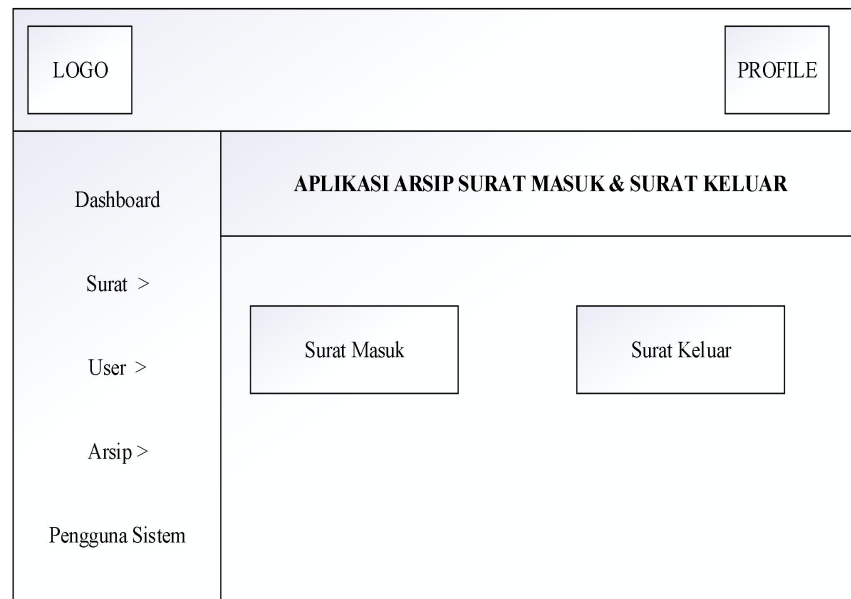 LOGO
PROFILE
Dashboard
Surat >
User >
Arsip >
Pengguna Sistem
APLIKASI ARSIP SURAT MASUK & SURAT KELUAR
Surat Masuk
Surat Keluar